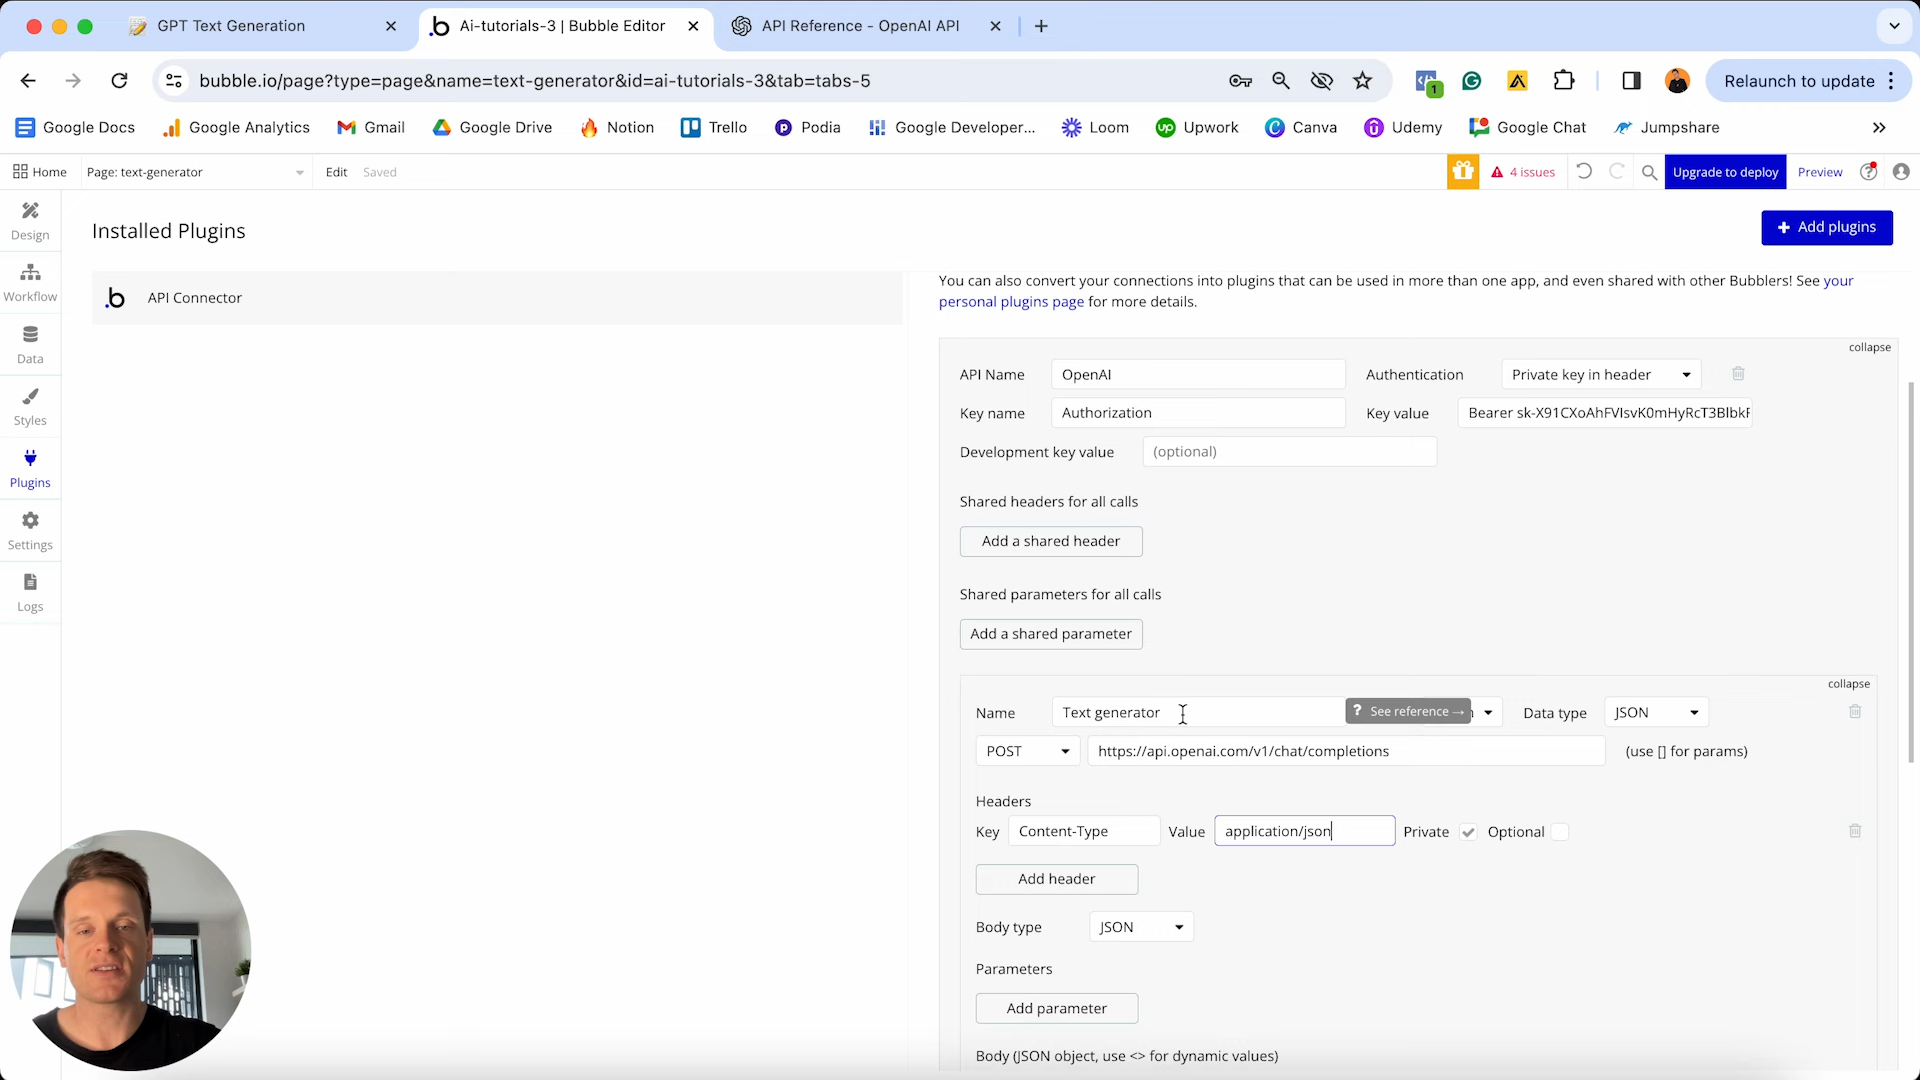 GPT Text Generation
Ai-tutorials-3 | Bubble Editor
API Reference - OpenAI API
bubble.io/page?type=page&name=text-generator&id=ai-tutorials-3&tab=tabs-5
1
Relaunch to update
Google Docs
Google Analytics
Gmail
Google Drive
Notion
Trello
Podia
Google Developer...
Loom
Upwork
Canva
Udemy
Google Chat
Jumpshare
Home
Page: text-generator
Edit
Saved
4 issues
Upgrade to deploy
Preview
Design
Workflow
Data
Styles
Plugins
Settings
Logs
Installed Plugins
+ Add plugins
API Connector
You can also convert your connections into plugins that can be used in more than one app, and even shared with other Bubblers! See your
personal plugins page for more details.
collapse
API Name OpenAI Authentication Private key in header
Key name Authorization Key value Bearer sk-X91CXoAhFVIsvK0mHyRcT3BlbkF
Development key value (optional)
Shared headers for all calls
Add a shared header
Shared parameters for all calls
Add a shared parameter
collapse
Name Text generator ? See reference → Data type JSON
POST https://api.openai.com/v1/chat/completions (use [] for params)
Headers
Key Content-Type Value application/json Private Optional
Add header
Body type JSON
Parameters
Add parameter
Body (JSON object, use <> for dynamic values)